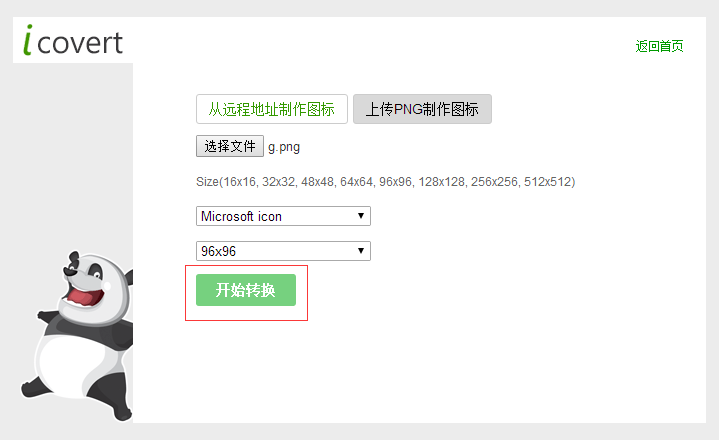 icovert
返回首页
从远程地址制作图标 上传PNG制作图标
选择文件 g.png
Size(16x16, 32x32, 48x48, 64x64, 96x96, 128x128, 256x256, 512x512)
Microsoft icon
96x96
开始转换